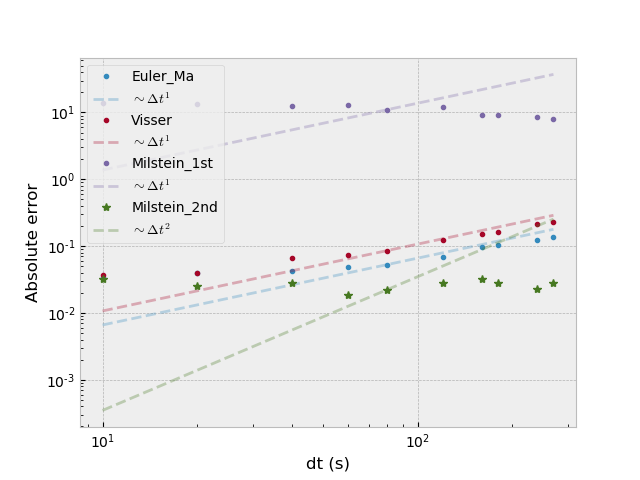 Euler_Ma
~ Δt¹
Visser
~ Δt¹
Milstein_1st
~ Δt¹
Milstein_2nd
~ Δt²
10¹
10⁰
10⁻¹
10⁻²
10⁻³
Absolute error
10¹
10²
dt (s)